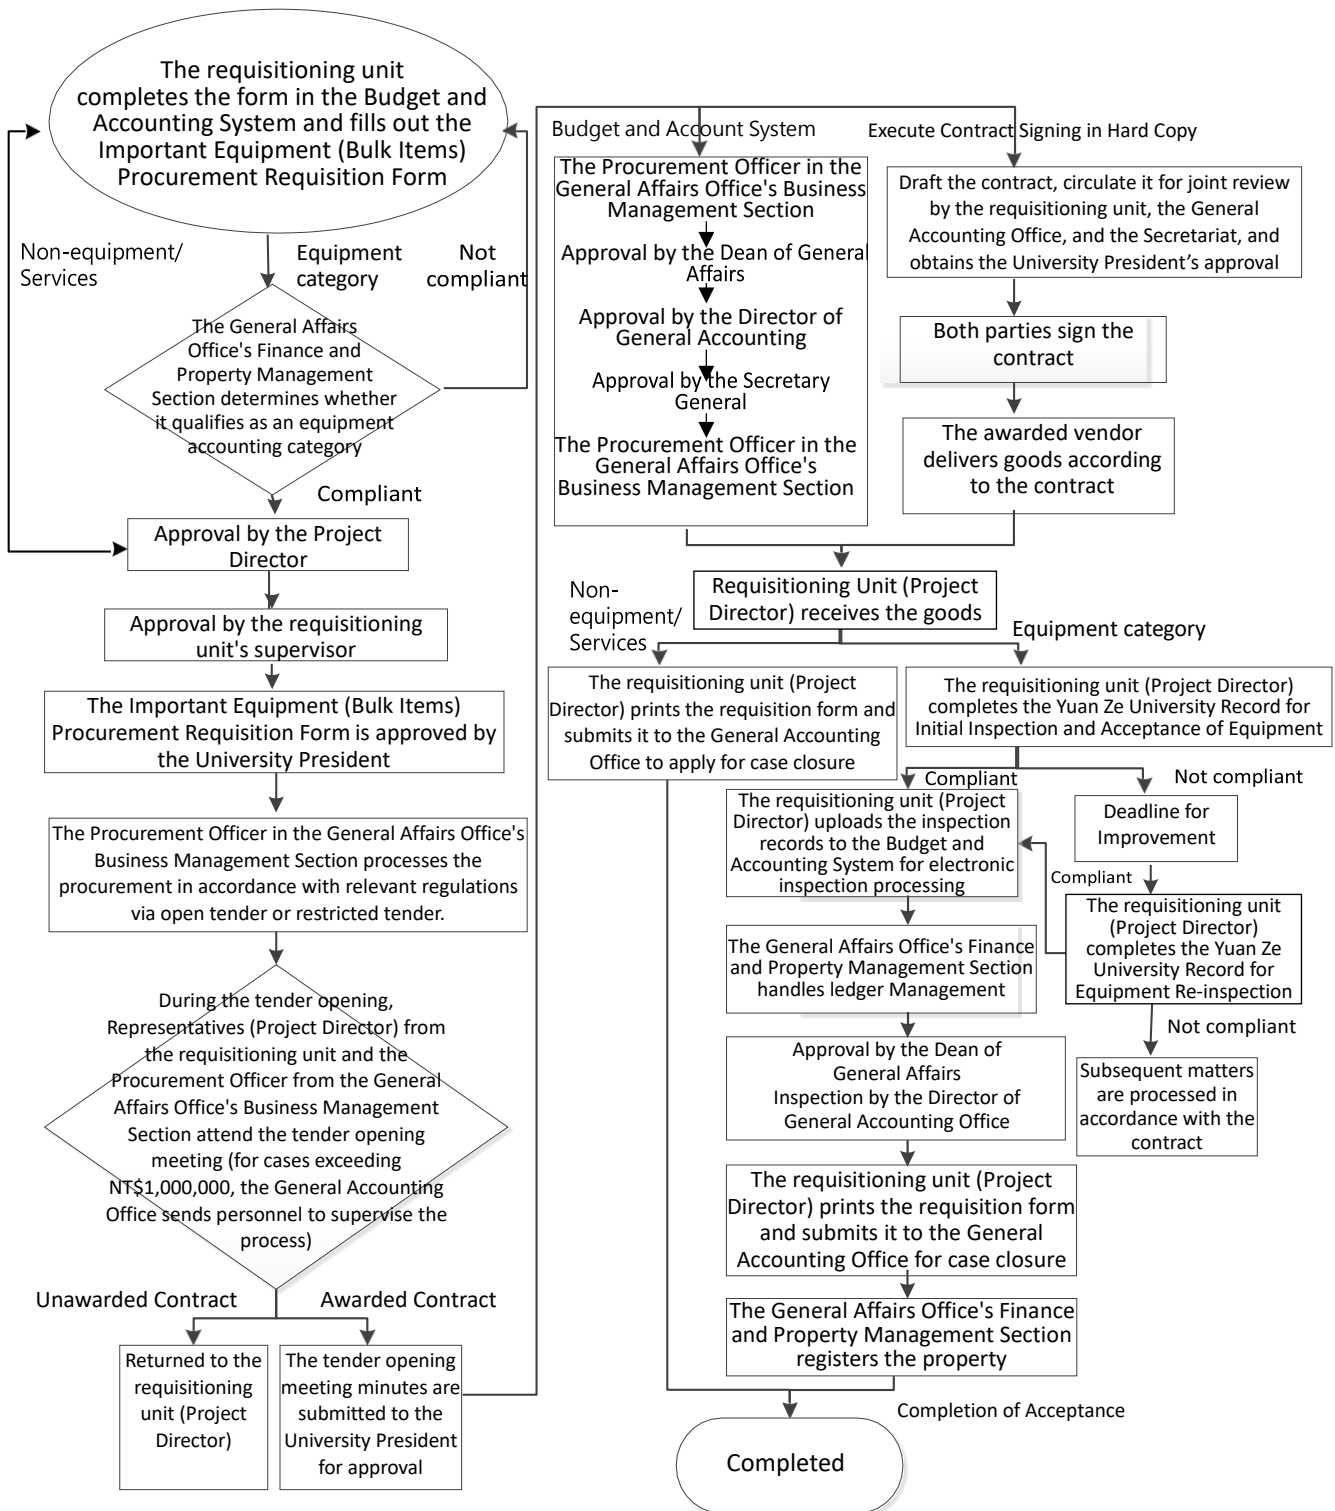 The requisitioning unit
completes the form in the Budget and
Accounting System and fills out the
Important Equipment (Bulk Items)
Procurement Requisition Form
Non-equipment/
Services
Equipment
category
Not
compliant
The General Affairs
Office's Finance and
Property Management
Section determines whether
it qualifies as an equipment
accounting category
Compliant
Approval by the Project
Director
Approval by the requisitioning
unit's supervisor
The Important Equipment (Bulk Items)
Procurement Requisition Form is approved by
the University President
The Procurement Officer in the General Affairs Office's
Business Management Section processes the
procurement in accordance with relevant regulations
via open tender or restricted tender.
During the tender opening,
Representatives (Project Director) from
the requisitioning unit and the
Procurement Officer from the General
Affairs Office's Business Management
Section attend the tender opening
meeting (for cases exceeding
NT$1,000,000, the General Accounting
Office sends personnel to supervise the
process)
Unawarded Contract
Awarded Contract
Returned to the
requisitioning
unit (Project
Director)
The tender opening
meeting minutes are
submitted to the
University President
for approval
Budget and Account System
The Procurement Officer in the
General Affairs Office's Business
Management Section
Approval by the Dean of General
Affairs
Approval by the Director of
General Accounting
Approval by the Secretary
General
The Procurement Officer in the
General Affairs Office's
Business Management Section
Execute Contract Signing in Hard Copy
Draft the contract, circulate it for joint review
by the requisitioning unit, the General
Accounting Office, and the Secretariat, and
obtains the University President’s approval
Both parties sign the
contract
The awarded vendor
delivers goods according
to the contract
Requisitioning Unit (Project
Director) receives the goods
Non-
equipment/
Services
Equipment category
The requisitioning unit (Project
Director) prints the requisition form and
submits it to the General Accounting
Office to apply for case closure
The requisitioning unit (Project Director)
completes the Yuan Ze University Record for
Initial Inspection and Acceptance of Equipment
Compliant
Not compliant
The requisitioning unit (Project
Director) uploads the inspection
records to the Budget and
Accounting System for electronic
inspection processing
Deadline for
Improvement
Compliant
The requisitioning unit
(Project Director)
completes the Yuan Ze
University Record for
Equipment Re-inspection
Not compliant
Subsequent matters
are processed in
accordance with the
contract
The General Affairs Office's Finance
and Property Management Section
handles ledger Management
Approval by the Dean of
General Affairs
Inspection by the Director of
General Accounting Office
The requisitioning unit (Project
Director) prints the requisition form
and submits it to the General
Accounting Office for case closure
The General Affairs Office's Finance
and Property Management Section
registers the property
Completion of Acceptance
Completed